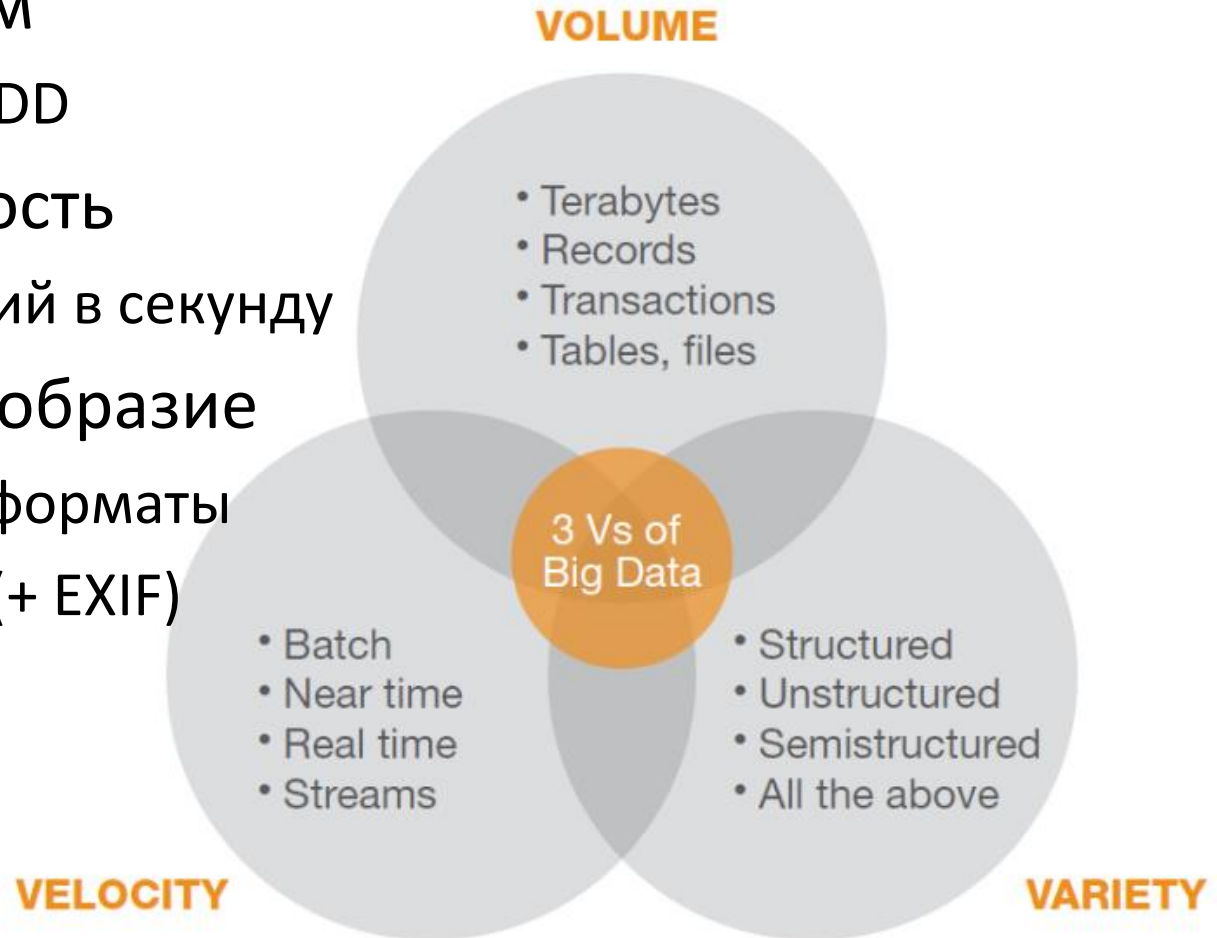 м
DD
ость
ий в секунду
образие
форматы
(+ EXIF)
VOLUME
• Terabytes
• Records
• Transactions
• Tables, files
3 Vs of
Big Data
• Batch
• Near time
• Real time
• Streams
VELOCITY
• Structured
• Unstructured
• Semistructured
• All the above
VARIETY